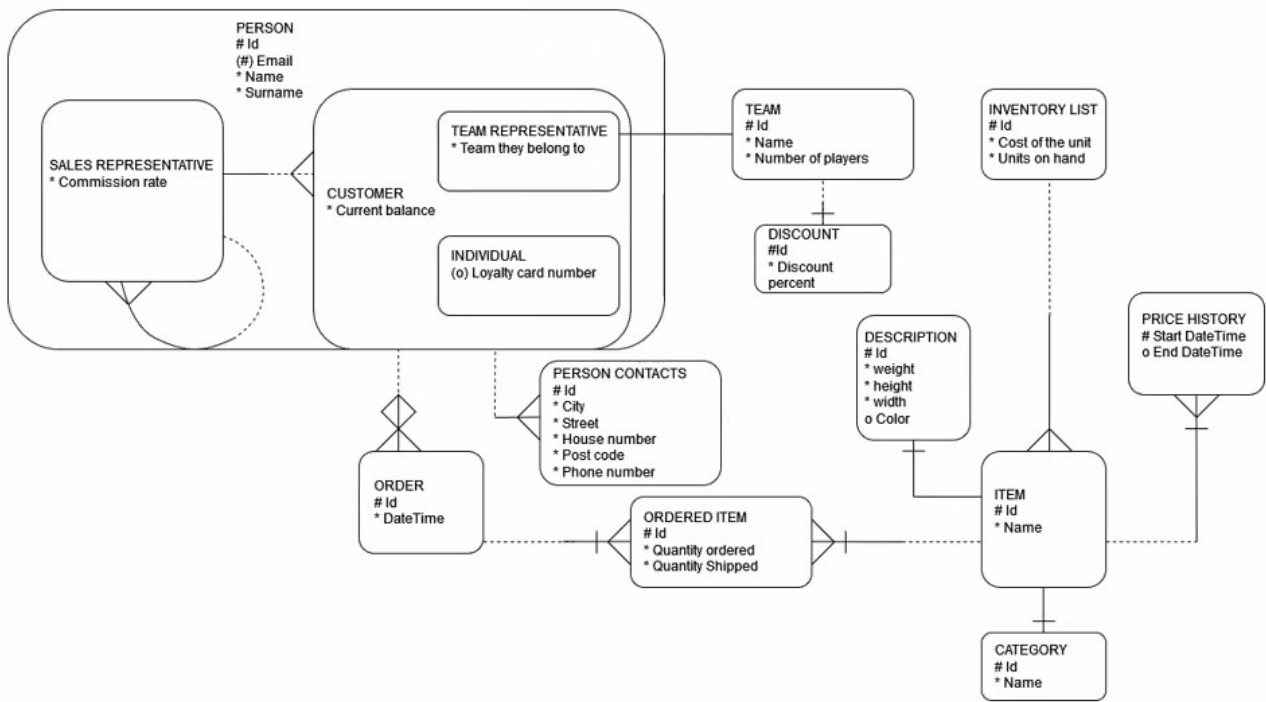 PERSON
# Id
(#) Email
* Name
* Surname
SALES REPRESENTATIVE
* Commission rate
CUSTOMER
* Current balance
TEAM REPRESENTATIVE
* Team they belong to
INDIVIDUAL
(o) Loyalty card number
TEAM
# Id
* Name
* Number of players
DISCOUNT
#Id
* Discount
percent
INVENTORY LIST
# Id
* Cost of the unit
* Units on hand
DESCRIPTION
# Id
* weight
* height
* width
o Color
PRICE HISTORY
# Start DateTime
o End DateTime
PERSON CONTACTS
# Id
* City
* Street
* House number
* Post code
* Phone number
ORDER
# Id
* DateTime
ORDERED ITEM
# Id
* Quantity ordered
* Quantity Shipped
ITEM
# Id
* Name
CATEGORY
# Id
* Name